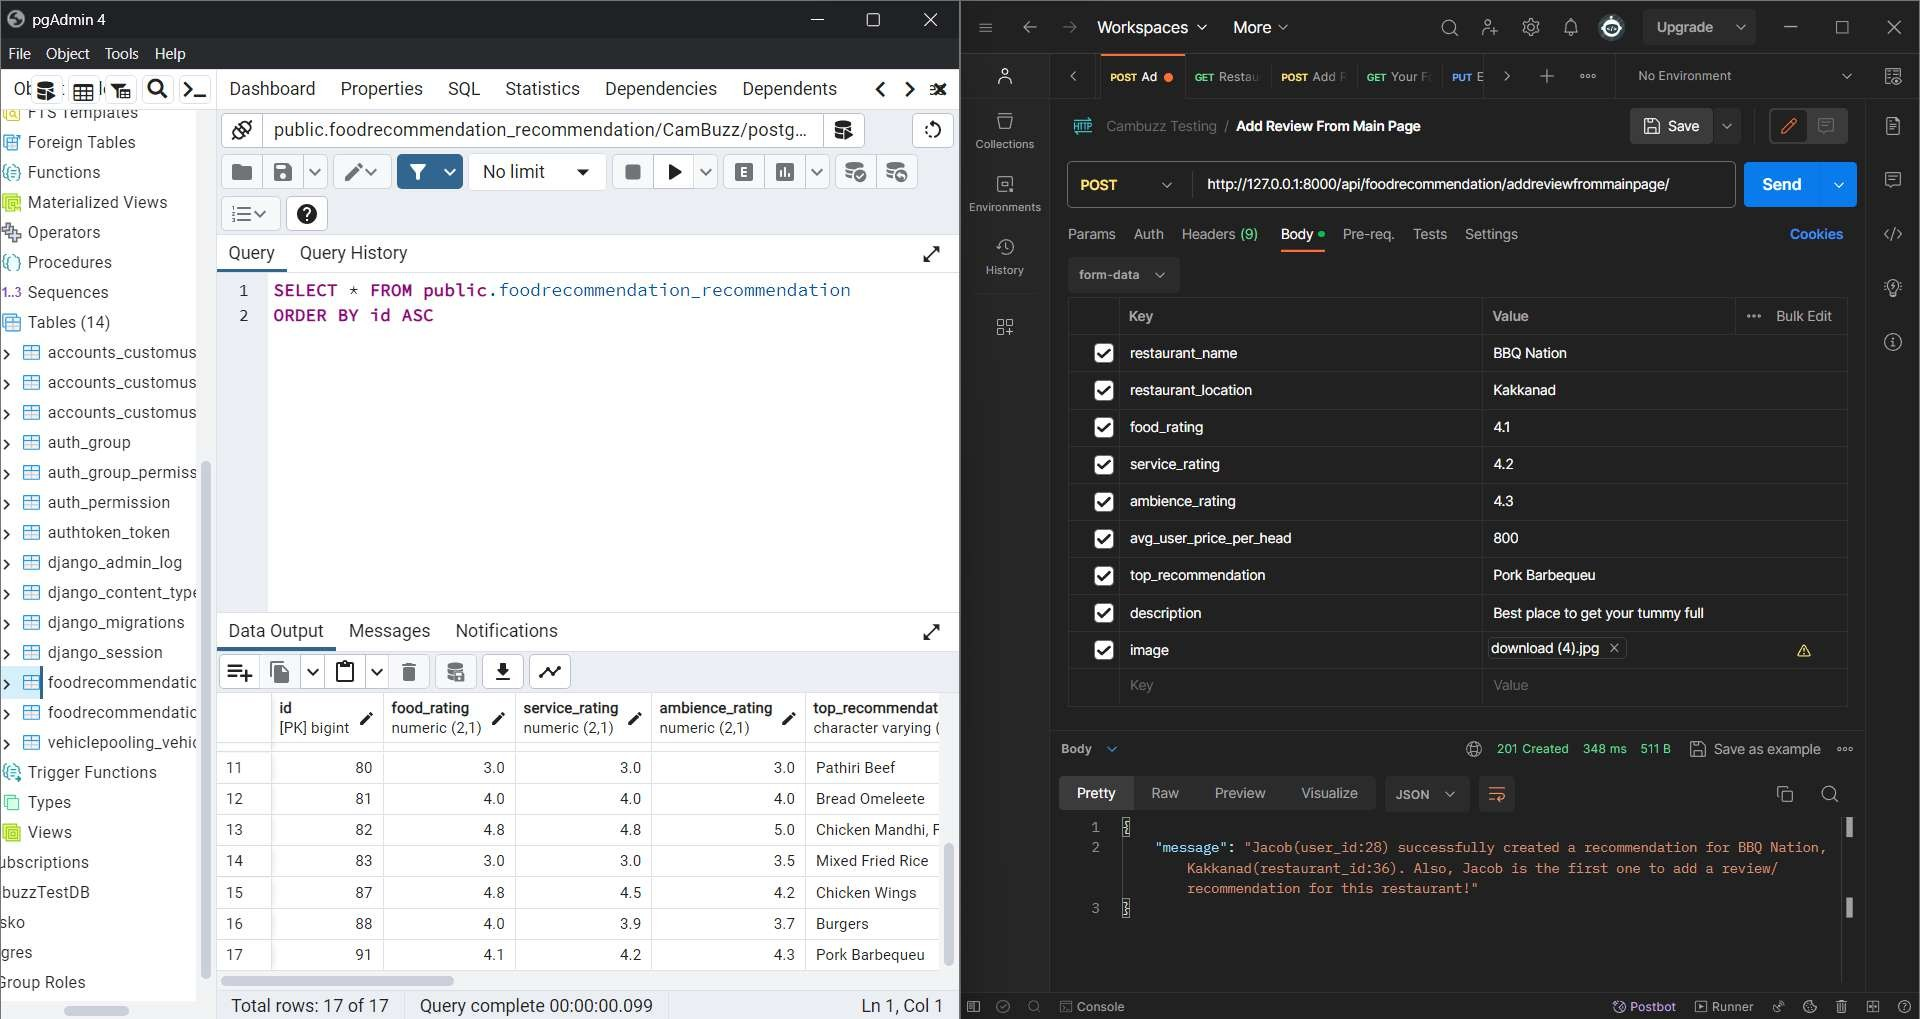 pgAdmin 4
File Object Tools Help
Dashboard Properties SQL Statistics Dependencies Dependents
public.foodrecommendation_recommendation/CamBuzz/postg...
No limit
E
Query Query History
1 SELECT * FROM public.foodrecommendation_recommendation
2 ORDER BY id ASC
FTS Templates
Foreign Tables
Functions
Materialized Views
Operators
Procedures
1..3 Sequences
Tables (14)
accounts_customus
accounts_customus
accounts_customus
auth_group
auth_group_permiss
auth_permission
authtoken_token
django_admin_log
django_content_type
django_migrations
django_session
foodrecommendatio
foodrecommendatio
vehiclepooling_vehic
Trigger Functions
Types
Views
ubscriptions
buzzTestDB
sko
gres
Group Roles
Data Output Messages Notifications
id food_rating service_rating ambience_rating top_recommendat
[PK] bigint numeric (2,1) numeric (2,1) numeric (2,1) character varying (
11 80 3.0 3.0 3.0 Pathiri Beef
12 81 4.0 4.0 4.0 Bread Omeleete
13 82 4.8 4.8 5.0 Chicken Mandhi, F
14 83 3.0 3.0 3.5 Mixed Fried Rice
15 87 4.8 4.5 4.2 Chicken Wings
16 88 4.0 3.9 3.7 Burgers
17 91 4.1 4.2 4.3 Pork Barbequeu
Total rows: 17 of 17 Query complete 00:00:00.099 Ln 1, Col 1
Workspaces More Upgrade
POST Ad GET Restau POST Add R GET Your Fo PUT E No Environment
HTTP Cambuzz Testing / Add Review From Main Page Save
Collections
Environments
History
POST http://127.0.0.1:8000/api/foodrecommendation/addreviewfrommainpage/ Send
Params Auth Headers (9) Body Pre-req. Tests Settings Cookies
form-data
Key Value Bulk Edit
restaurant_name BBQ Nation
restaurant_location Kakkanad
food_rating 4.1
service_rating 4.2
ambience_rating 4.3
avg_user_price_per_head 800
top_recommendation Pork Barbequeu
description Best place to get your tummy full
image download (4).jpg
Key Value
Body 201 Created 348 ms 511 B Save as example
Pretty Raw Preview Visualize JSON
1 {
2 "message": "Jacob(user_id:28) successfully created a recommendation for BBQ Nation,
Kakkanad(restaurant_id:36). Also, Jacob is the first one to add a review/
recommendation for this restaurant!"
3 }
Console Postbot Runner